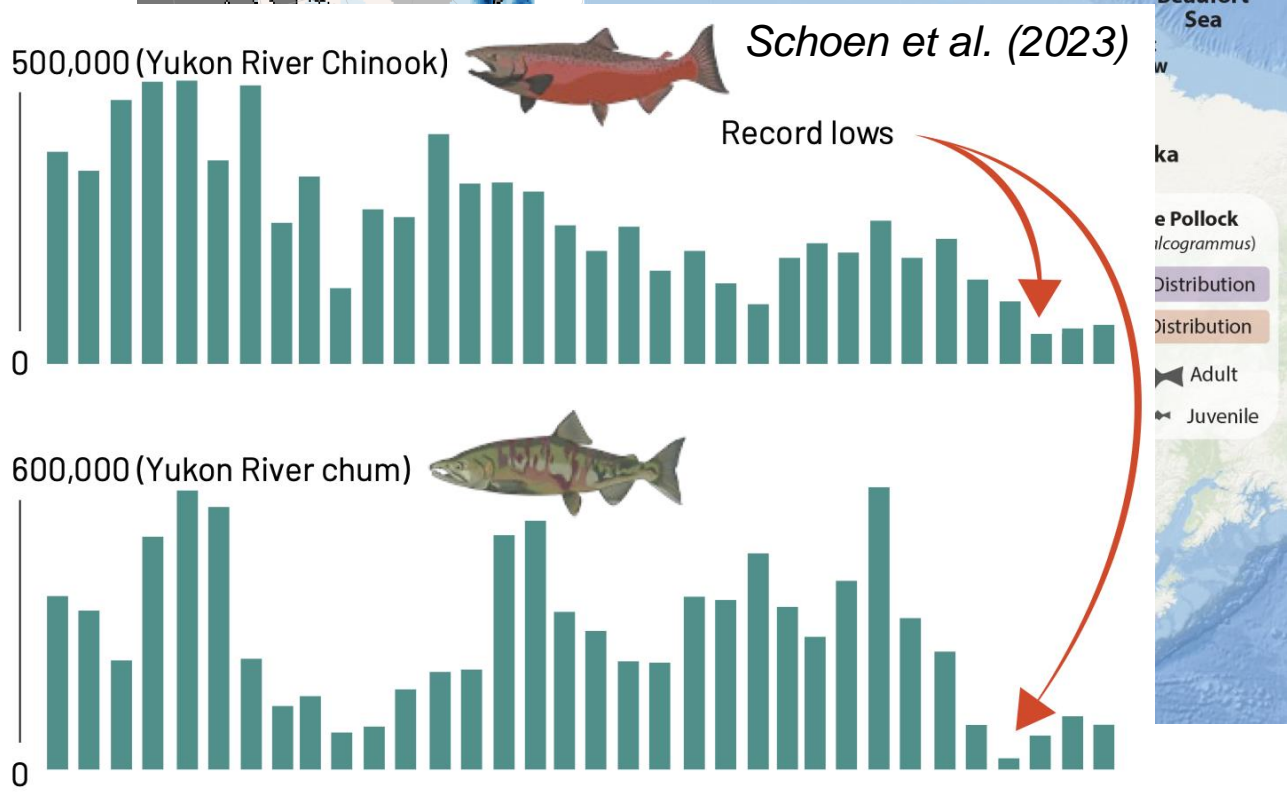 Schoen et al. (2023)
500,000 (Yukon River Chinook)
Record lows
0
600,000 (Yukon River chum)
0
Sea
ka
e Pollock
lcogrammus)
Distribution
Distribution
Adult
Juvenile